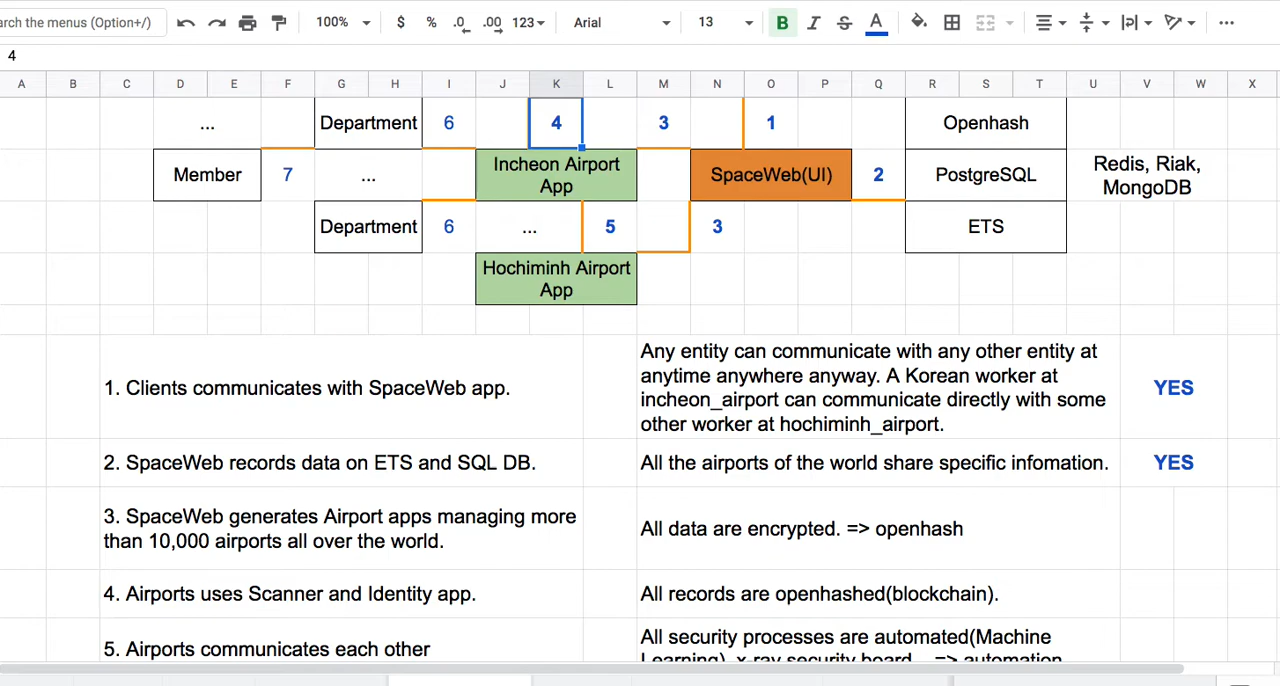 arch the menus (Option+/)
100%
$ % .0 .00 123
Arial
13
B I S A
4
A B C D E F G H I J K L M N O P Q R S T U V W X
... Department 6 4 3 1 Openhash
Member 7 ... Incheon Airport
App
SpaceWeb(UI) 2 PostgreSQL Redis, Riak,
MongoDB
Department 6 ... 5 3 ETS
Hochiminh Airport
App
1. Clients communicates with SpaceWeb app.
Any entity can communicate with any other entity at
anytime anywhere anyway. A Korean worker at
incheon_airport can communicate directly with some
other worker at hochiminh_airport.
YES
2. SpaceWeb records data on ETS and SQL DB.
All the airports of the world share specific infomation.
YES
3. SpaceWeb generates Airport apps managing more
than 10,000 airports all over the world.
All data are encrypted. => openhash
4. Airports uses Scanner and Identity app.
All records are openhashed(blockchain).
5. Airports communicates each other
All security processes are automated(Machine
Learning), x-ray security board... => automation